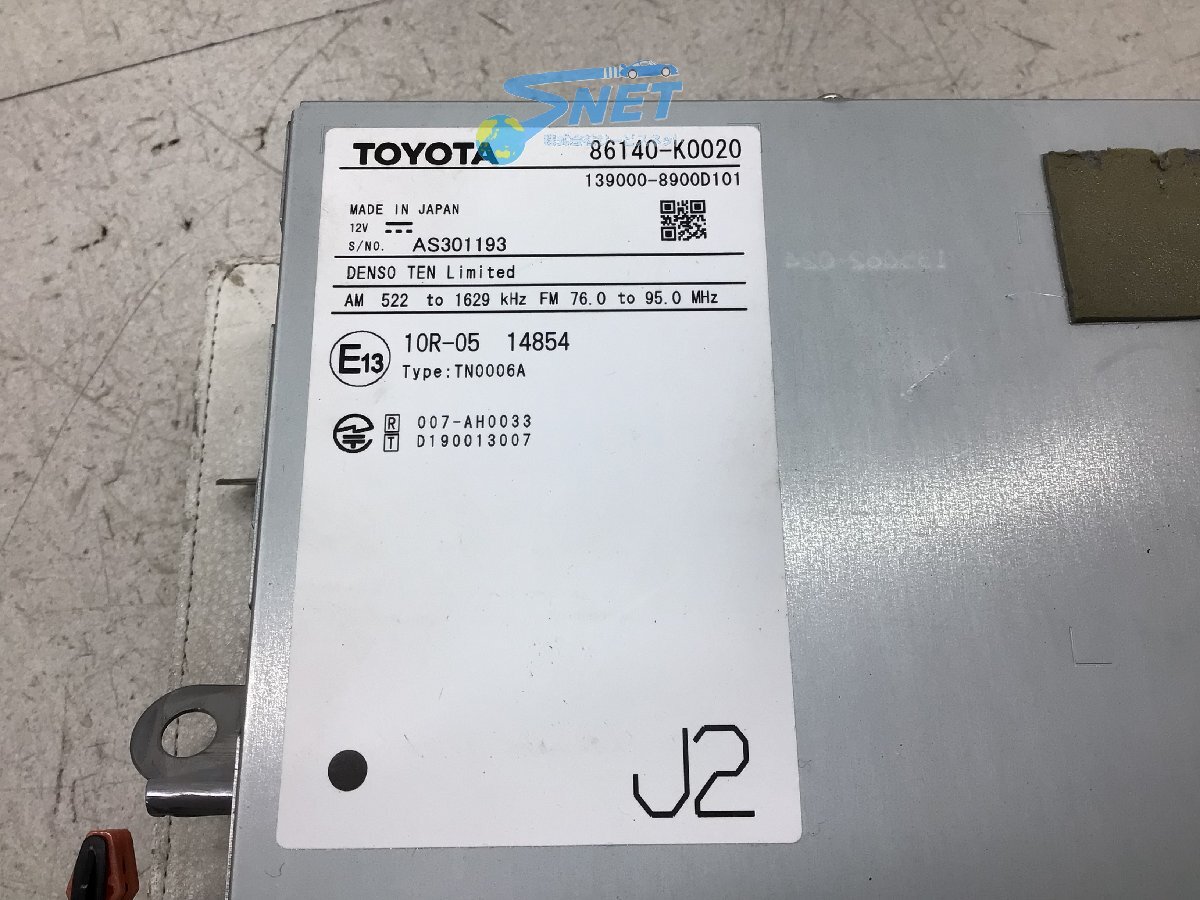 SNET
TOYOTA 86140-K0020
139000-8900D101
MADE IN JAPAN
12V
S/NO. AS301193
DENSO TEN Limited
AM 522 to 1629 kHz FM 76.0 to 95.0 MHz
E13 10R-05 14854
Type:TN0006A
R 007-AH0033
T D190013007
J2